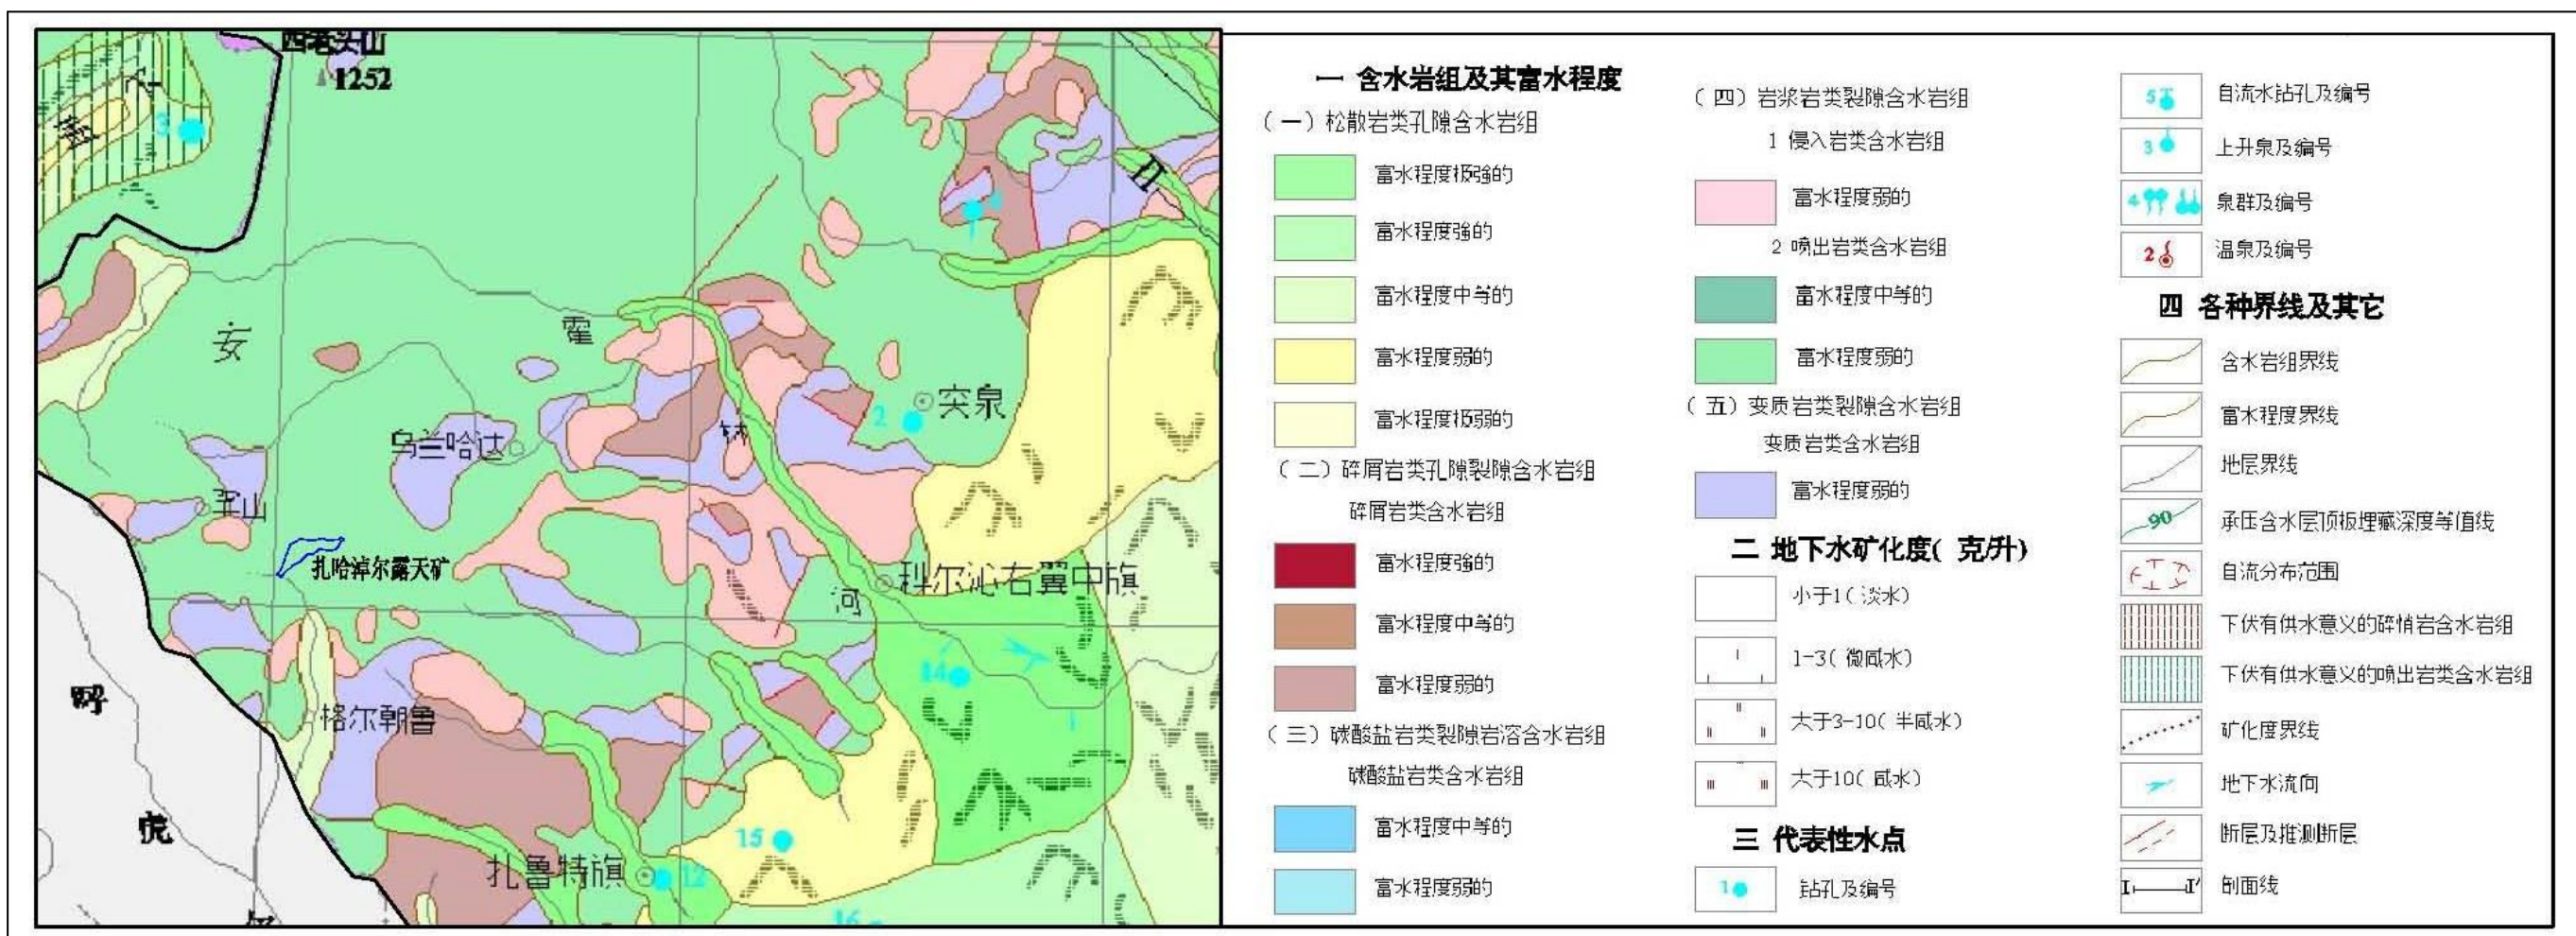 西老头山
1252
3
4
安
霍
突泉
2
林
乌兰哈达
扎哈淖尔露天矿
科尔沁右翼中旗
河
14
呼
格尔朝鲁
虎
15
扎鲁特旗
12
16
一 含水岩组及其富水程度
(一)松散岩类孔隙含水岩组
富水程度极强的
富水程度强的
富水程度中等的
富水程度弱的
富水程度极弱的
(二)碎屑岩类孔隙裂隙含水岩组
碎屑岩类含水岩组
富水程度强的
富水程度中等的
富水程度弱的
(三)碳酸盐岩类裂隙岩溶含水岩组
碳酸盐岩类含水岩组
富水程度中等的
富水程度弱的
(四)岩浆岩类裂隙含水岩组
1 侵入岩类含水岩组
富水程度弱的
2 喷出岩类含水岩组
富水程度中等的
富水程度弱的
(五)变质岩类裂隙含水岩组
变质岩类含水岩组
富水程度弱的
二 地下水矿化度(克/升)
小于1(淡水)
1-3(微咸水)
大于3-10(半咸水)
大于10(咸水)
三 代表性水点
1 钻孔及编号
5 自流水钻孔及编号
3 上升泉及编号
4 泉群及编号
2 温泉及编号
四 各种界线及其它
含水岩组界线
富水程度界线
地层界线
90 承压含水层顶板埋藏深度等值线
自流分布范围
下伏有供水意义的碎悄岩含水岩组
下伏有供水意义的喷出岩类含水岩组
矿化度界线
地下水流向
断层及推测断层
I I' 剖面线